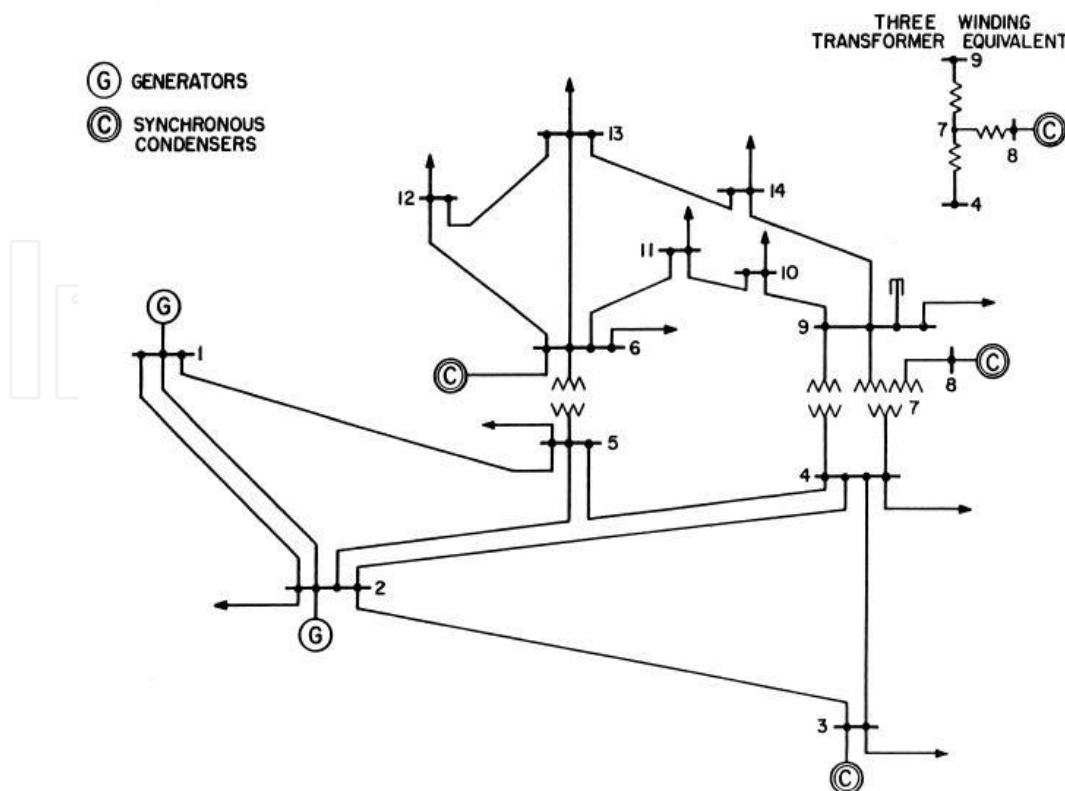 THREE WINDING
TRANSFORMER EQUIVALENT
9
7
C
8
4
G GENERATORS
C SYNCHRONOUS
CONDENSERS
13
12
14
11
10
G
1
9
6
C
8
C
7
5
4
2
G
3
C